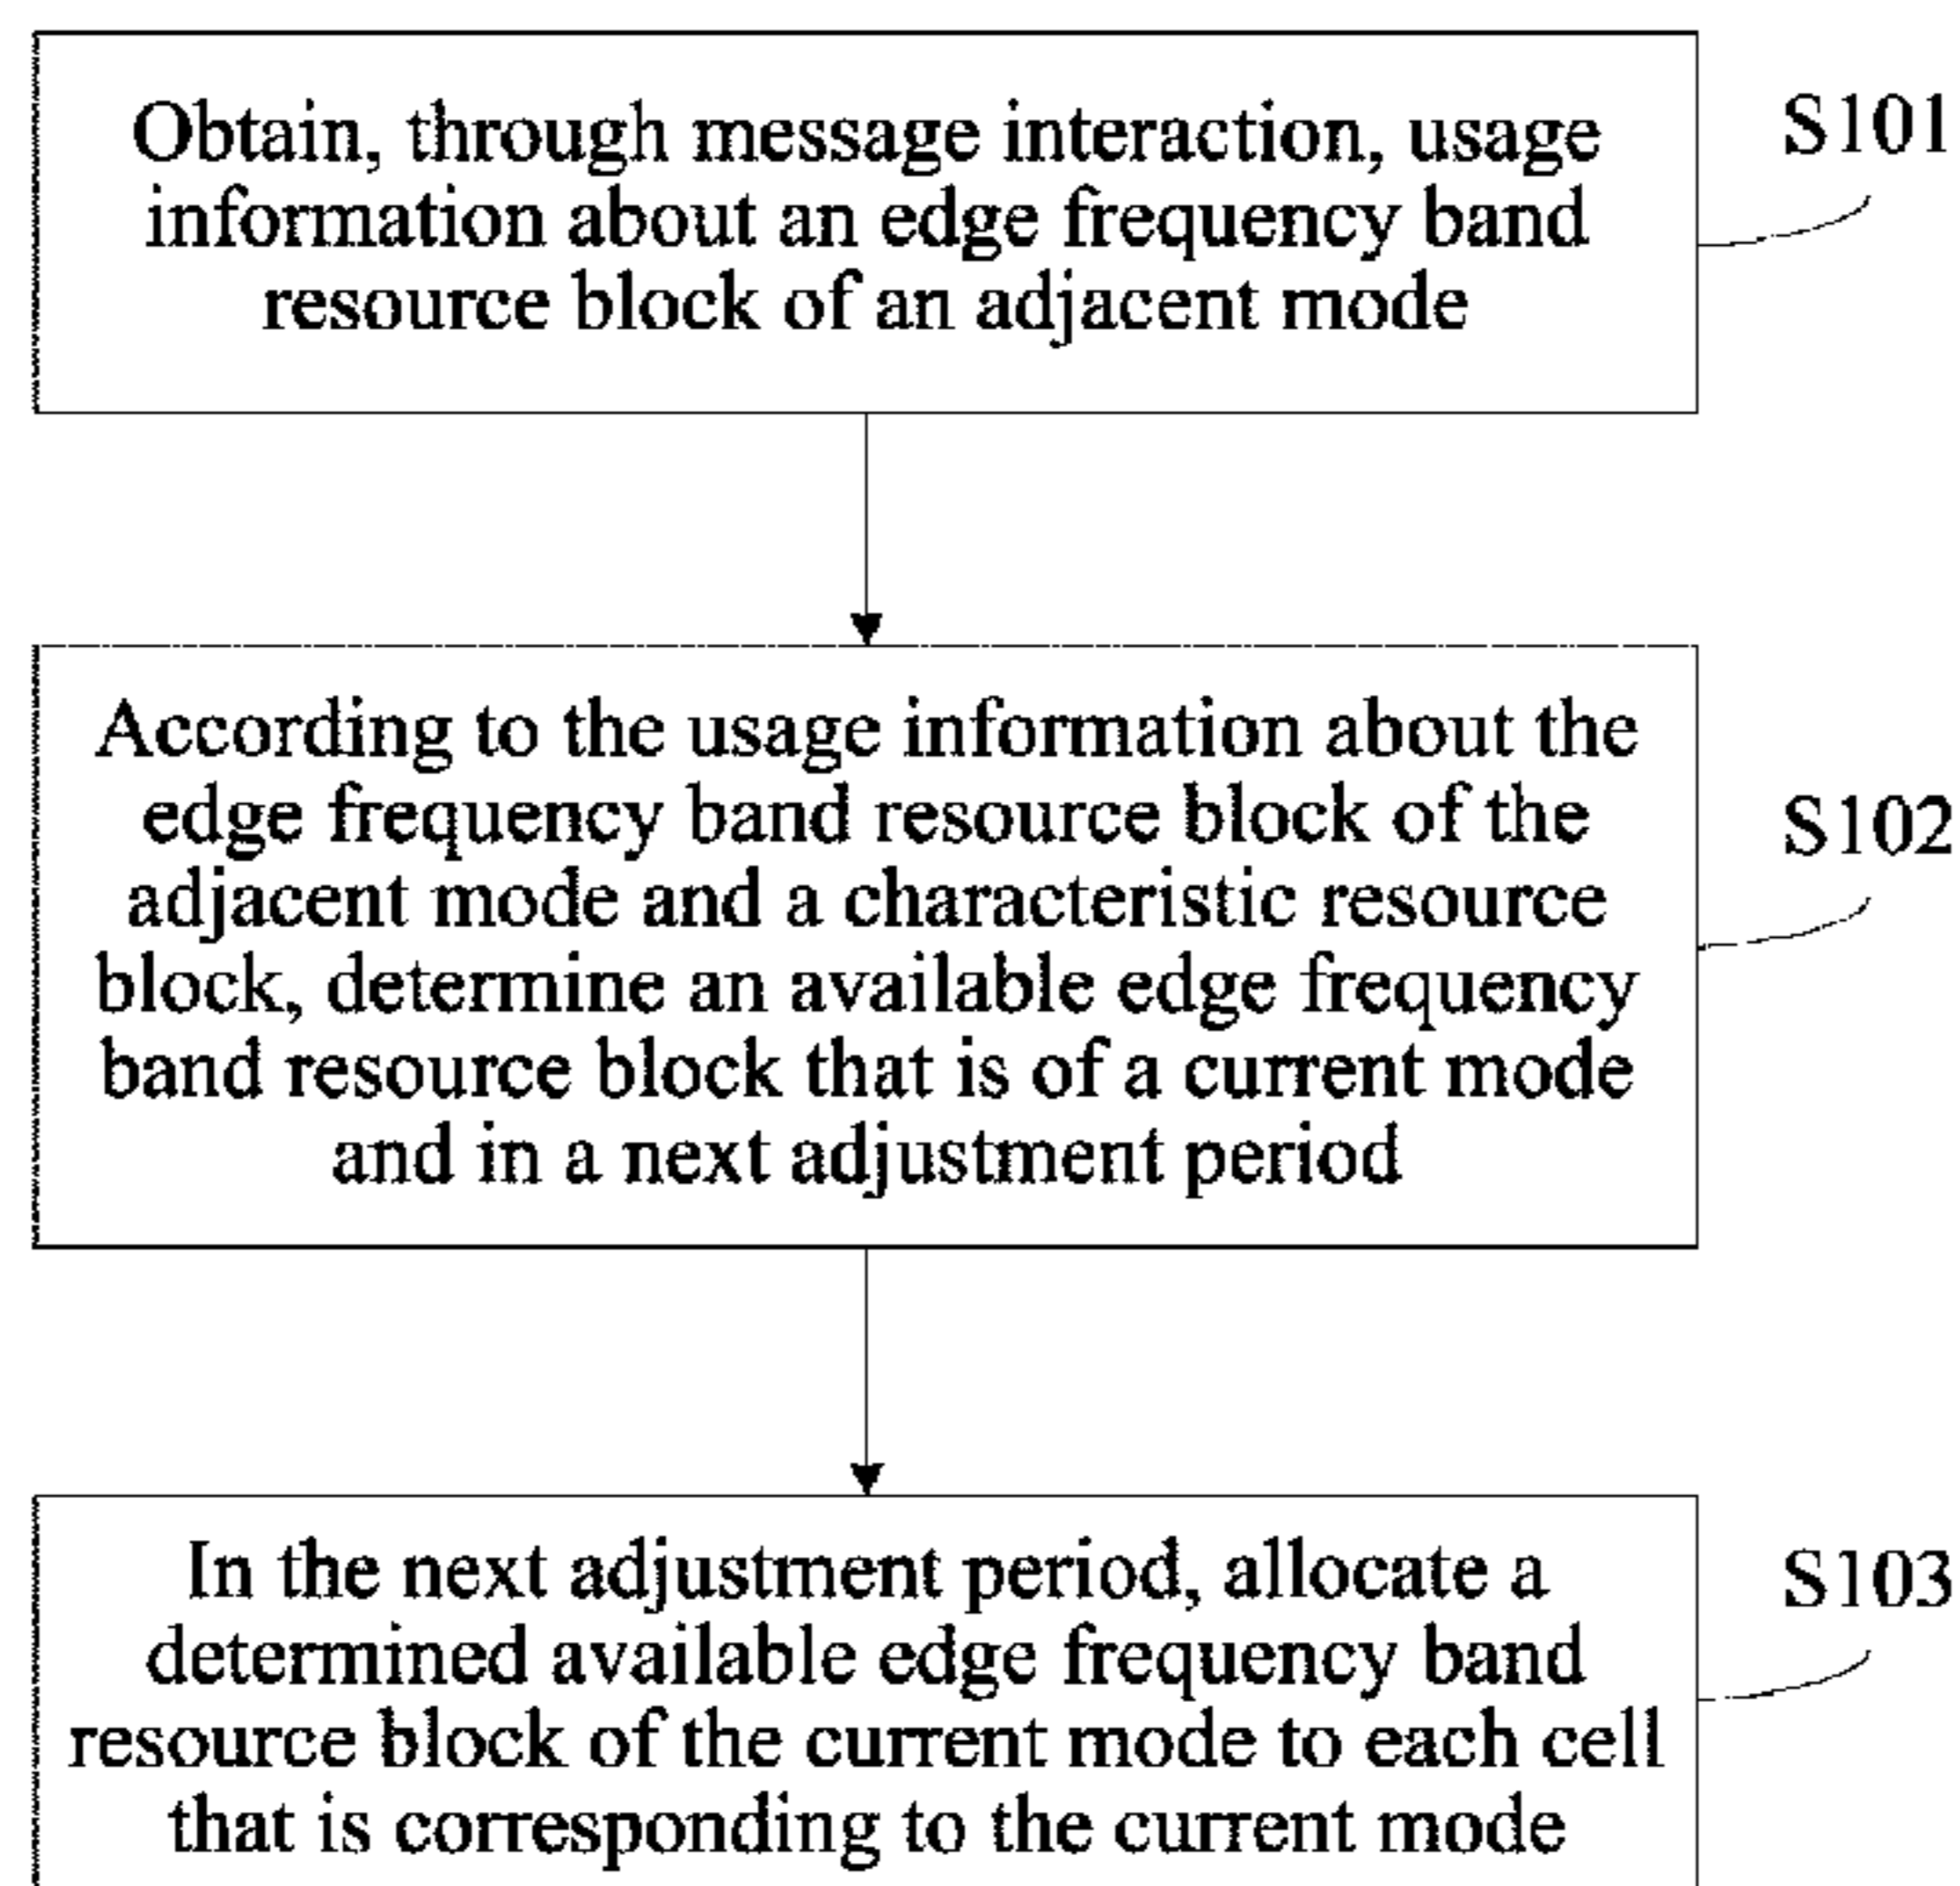 Obtain, through message interaction, usage
information about an edge frequency band
resource block of an adjacent mode
S101
According to the usage information about the
edge frequency band resource block of the
adjacent mode and a characteristic resource
block, determine an available edge frequency
band resource block that is of a current mode
and in a next adjustment period
S102
In the next adjustment period, allocate a
determined available edge frequency band
resource block of the current mode to each cell
that is corresponding to the current mode
S103